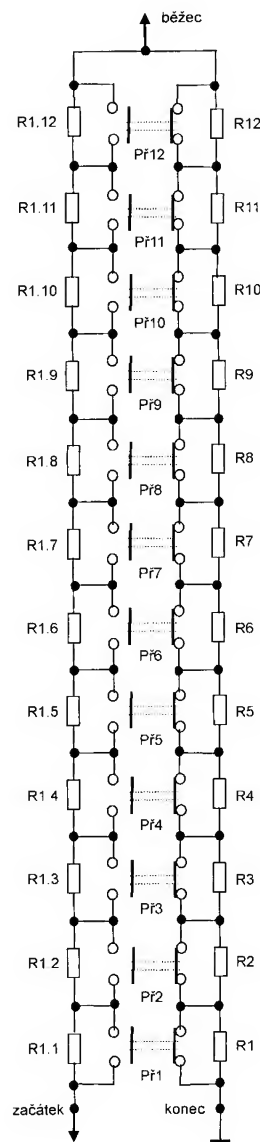 běžec
R1.12 R12
Př12
R1.11 R11
Př11
R1.10 R10
Př10
R1.9 R9
Př9
R1.8 R8
Př8
R1.7 R7
Př7
R1.6 R6
Př6
R1.5 R5
Př5
R1.4 R4
Př4
R1.3 R3
Př3
R1.2 R2
Př2
R1.1 R1
Př1
začátek konec